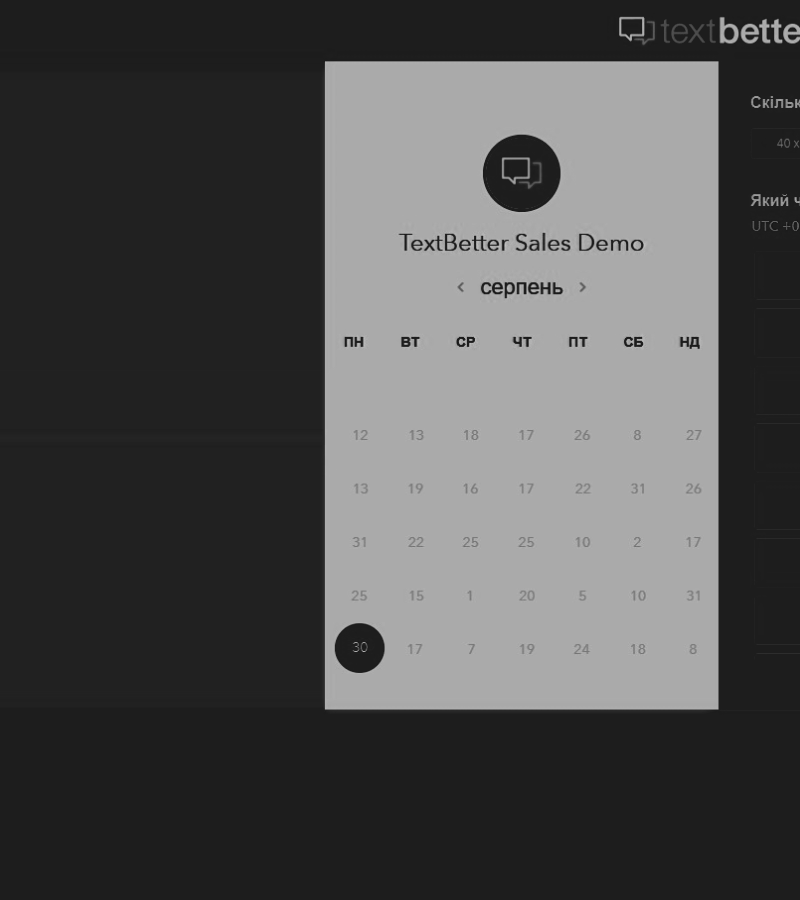 textbette
TextBetter Sales Demo
серпень
ПН ВТ СР ЧТ ПТ СБ НД
12 13 18 17 26 8 27
13 19 16 17 22 31 26
31 22 25 25 10 2 17
25 15 1 20 5 10 31
30 17 7 19 24 18 8
Скільк
40 x
Який ч
UTC +0